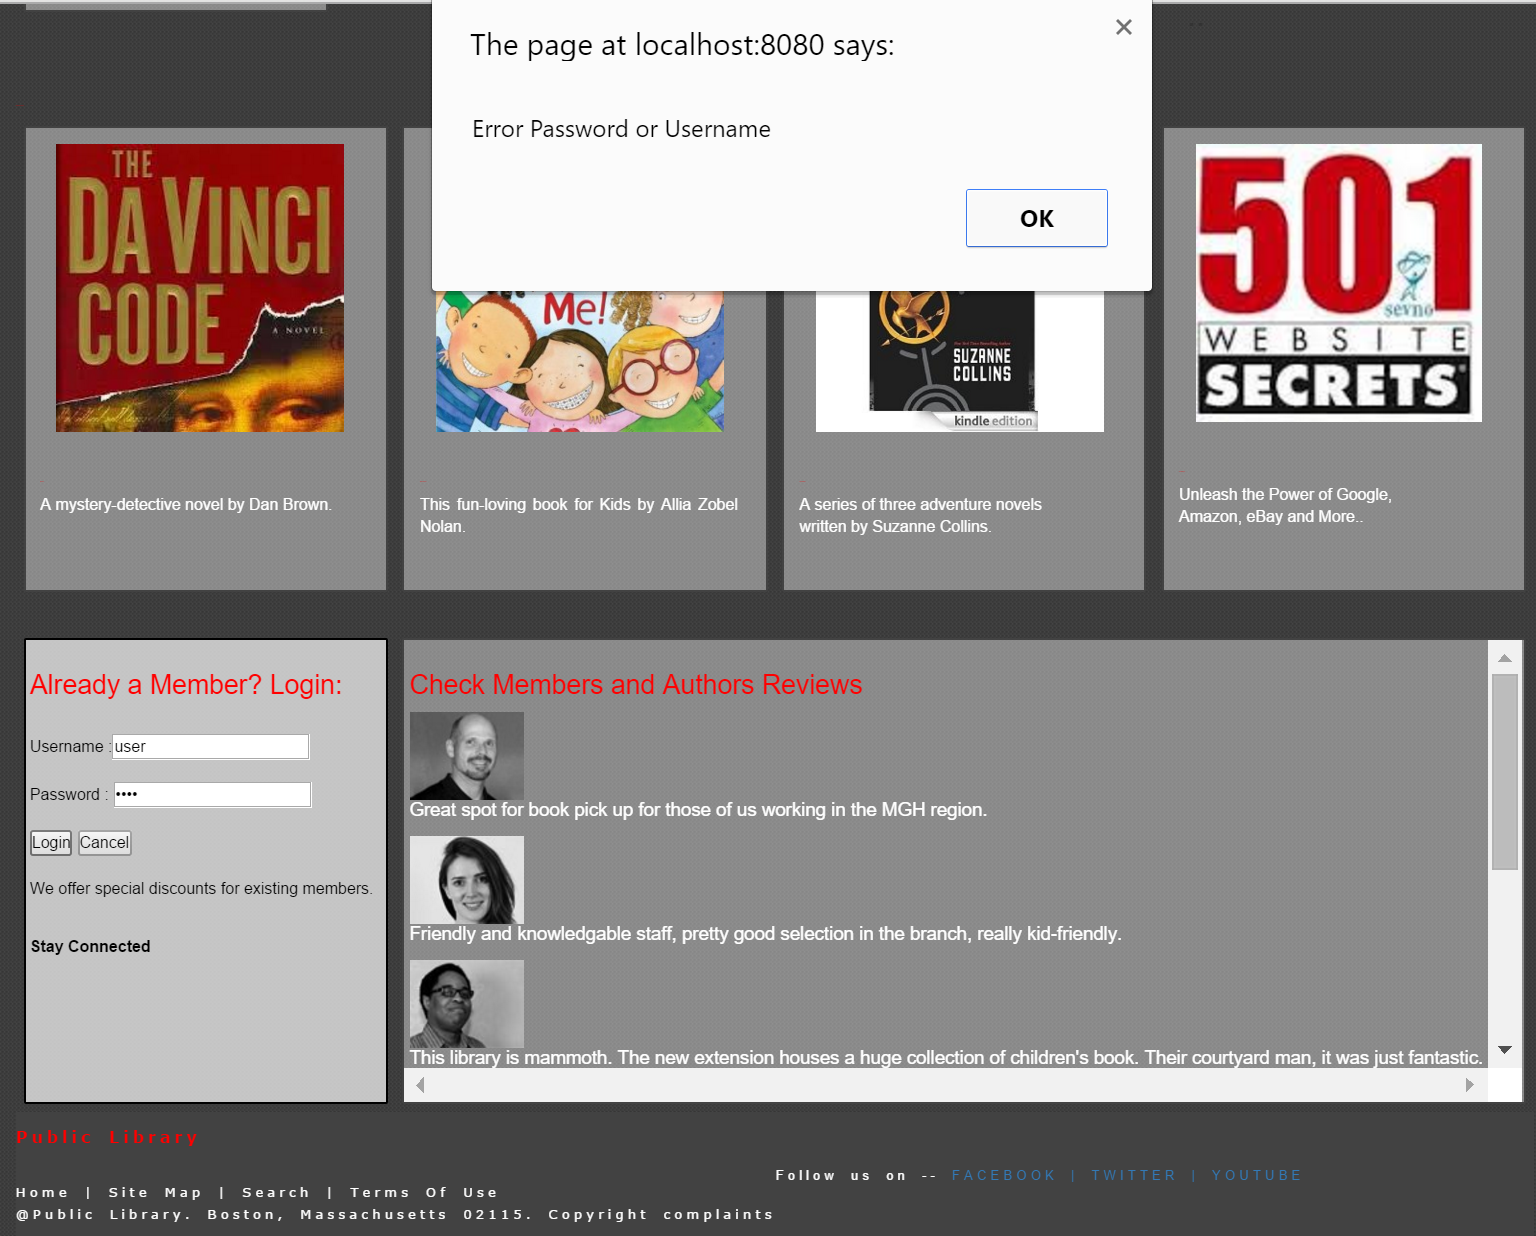 The page at localhost:8080 says:
Error Password or Username
OK
THE
DA VINCI
CODE
A NOVEL
Me!
SUZANNE
COLLINS
kindle edition
501
sevno
WEBSITE
SECRETS
A mystery-detective novel by Dan Brown.
This fun-loving book for Kids by Allia Zobel
Nolan.
A series of three adventure novels
written by Suzanne Collins.
Unleash the Power of Google,
Amazon, eBay and More..
Already a Member? Login:
Username :user
Password : ••••
Login Cancel
We offer special discounts for existing members.
Stay Connected
Check Members and Authors Reviews
Great spot for book pick up for those of us working in the MGH region.
Friendly and knowledgable staff, pretty good selection in the branch, really kid-friendly.
This library is mammoth. The new extension houses a huge collection of children's book. Their courtyard man, it was just fantastic.
Public Library
Follow us on -- FACEBOOK | TWITTER | YOUTUBE
Home | Site Map | Search | Terms Of Use
@Public Library. Boston, Massachusetts 02115. Copyright complaints